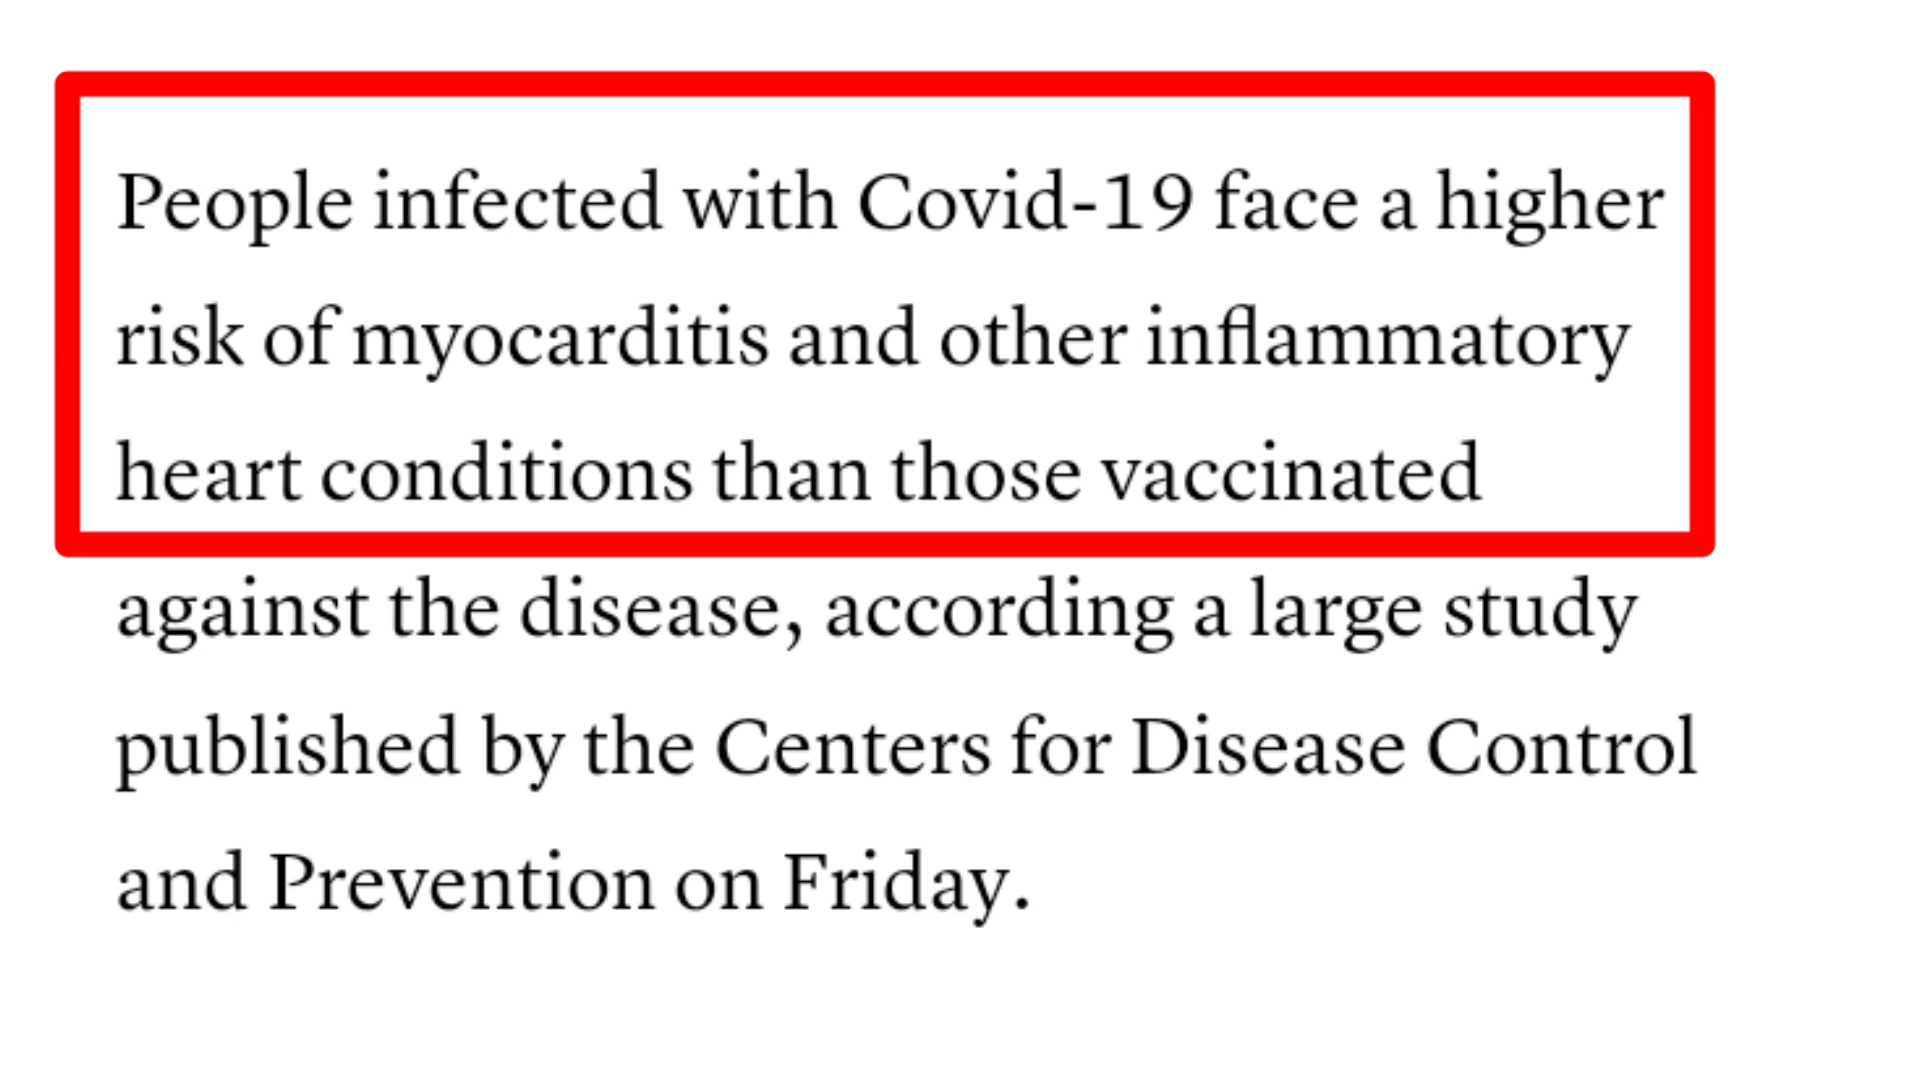 People infected with Covid-19 face a higher
risk of myocarditis and other inflammatory
heart conditions than those vaccinated
against the disease, according a large study
published by the Centers for Disease Control
and Prevention on Friday.